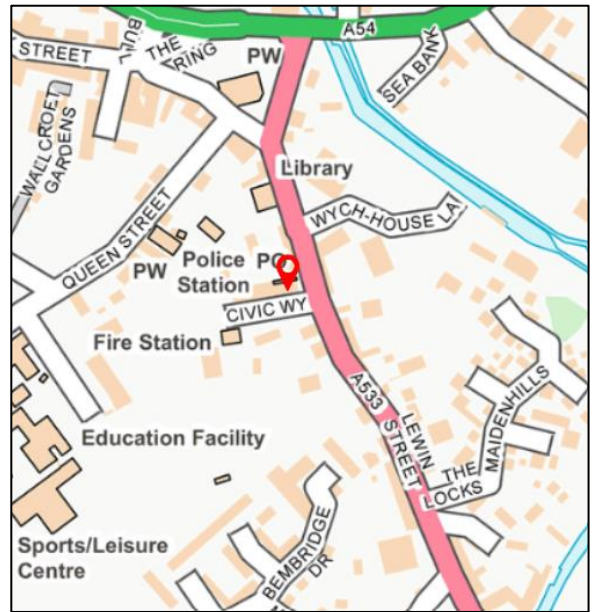 A54
STREET
BULL
THE
RING
PW
SEA BANK
WALLCROFT
GARDENS
Library
WYCH-HOUSE LA
QUEEN STREET
PW
Police
Station
PO
CIVIC WY
Fire Station
A533
LEWIN
STREET
MAIDENHILLS
THE
LOCKS
Education Facility
BEMBRIDGE
DR
Sports/Leisure
Centre